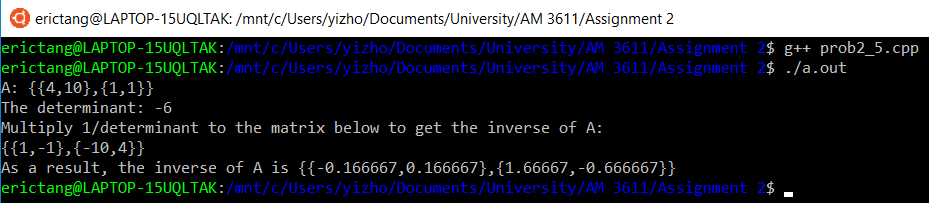 erictang@LAPTOP-15UQLTAK: /mnt/c/Users/yizho/Documents/University/AM 3611/Assignment 2
erictang@LAPTOP-15UQLTAK:/mnt/c/Users/yizho/Documents/University/AM 3611/Assignment 2$ g++ prob2_5.cpp
erictang@LAPTOP-15UQLTAK:/mnt/c/Users/yizho/Documents/University/AM 3611/Assignment 2$ ./a.out
A: {{4,10},{1,1}}
The determinant: -6
Multiply 1/determinant to the matrix below to get the inverse of A:
{{1,-1},{-10,4}}
As a result, the inverse of A is {{-0.166667,0.166667},{1.66667,-0.666667}}
erictang@LAPTOP-15UQLTAK:/mnt/c/Users/yizho/Documents/University/AM 3611/Assignment 2$